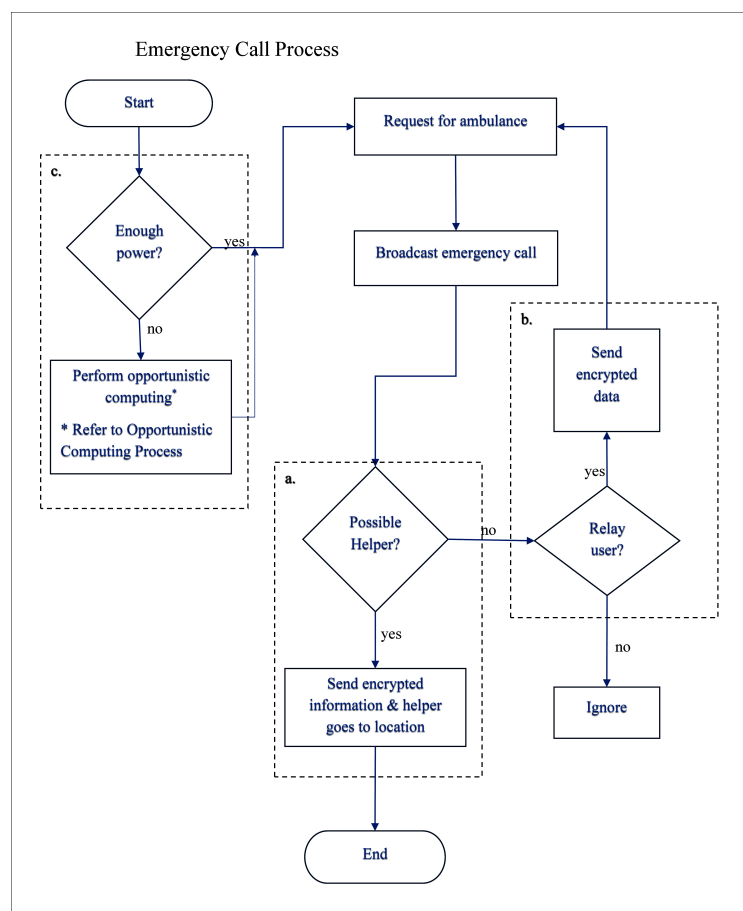 Emergency Call Process
Start
Request for ambulance
c.
Enough
power?
yes
Broadcast emergency call
no
Perform opportunistic
computing*
* Refer to Opportunistic
Computing Process
b.
Send
encrypted
data
yes
a.
Possible
Helper?
no
Relay
user?
yes
no
Send encrypted
information & helper
goes to location
Ignore
End